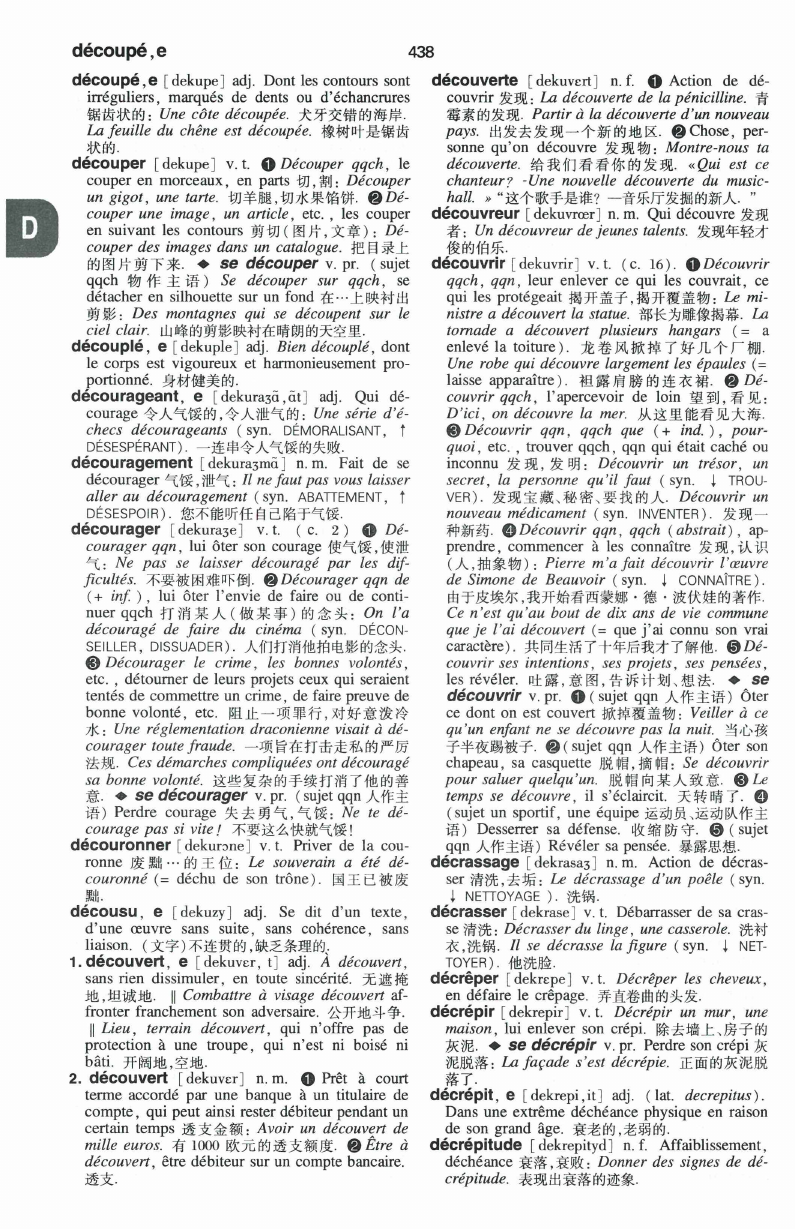 découpé,e
438
D
découpé,e [dekupe] adj. Dont les contours sont
irréguliers, marqués de dents ou d'échancrures
锯齿状的: Une côte découpée. 犬牙交错的海岸.
La feuille du chêne est découpée. 橡树叶是锯齿
状的.
découper [dekupe] v.t. ❶ Découper qqch, le
couper en morceaux, en parts 切,割: Découper
un gigot, une tarte. 切羊腿,切水果馅饼. ❷ Dé-
couper une image, un article, etc., les couper
en suivant les contours 剪切(图片,文章): Dé-
couper des images dans un catalogue. 把目录上
的图片剪下来. ◆ se découper v. pr. (sujet
qqch 物作主语) Se découper sur qqch, se
détacher en silhouette sur un fond 在…上映衬出
剪影: Des montagnes qui se découpent sur le
ciel clair. 山峰的剪影映衬在晴朗的天空里.
découplé, e [dekuple] adj. Bien découplé, dont
le corps est vigoureux et harmonieusement pro-
portionné. 身材健美的.
décourageant, e [dekuraʒɑ̃,ɑ̃t] adj. Qui dé-
courage 令人气馁的,令人泄气的: Une série d'é-
checs décourageants (syn. DÉMORALISANT, ↑
DÉSESPÉRANT). 一连串令人气馁的失败.
découragement [dekuraʒmɑ̃] n.m. Fait de se
décourager 气馁,泄气: Il ne faut pas vous laisser
aller au découragement (syn. ABATTEMENT, ↑
DÉSESPOIR). 您不能听任自己陷于气馁.
décourager [dekuraʒe] v.t. (c. 2) ❶ Dé-
courager qqn, lui ôter son courage 使气馁,使泄
气: Ne pas se laisser découragé par les dif-
ficultés. 不要被困难吓倒. ❷ Décourager qqn de
(+ inf.), lui ôter l'envie de faire ou de conti-
nuer qqch 打消某人(做某事)的念头: On l'a
découragé de faire du cinéma (syn. DÉCON-
SEILLER, DISSUADER). 人们打消他拍电影的念头.
❸ Décourager le crime, les bonnes volontés,
etc., détourner de leurs projets ceux qui seraient
tentés de commettre un crime, de faire preuve de
bonne volonté, etc. 阻止一项罪行,对好意泼冷
水: Une réglementation draconienne visait à dé-
courager toute fraude. 一项旨在打击走私的严厉
法规. Ces démarches compliquées ont découragé
sa bonne volonté. 这些复杂的手续打消了他的善
意. ◆ se décourager v. pr. (sujet qqn 人作主
语) Perdre courage 失去勇气,气馁: Ne te dé-
courage pas si vite! 不要这么快就气馁!
découronner [dekurɔne] v.t. Priver de la cou-
ronne 废黜…的王位: Le souverain a été dé-
couronné (= déchu de son trône). 国王已被废
黜.
décousu, e [dekuzy] adj. Se dit d'un texte,
d'une œuvre sans suite, sans cohérence, sans
liaison. (文字)不连贯的,缺乏条理的.
1. découvert, e [dekuvɛr, t] adj. À découvert,
sans rien dissimuler, en toute sincérité. 无遮掩
地,坦诚地. ‖ Combattre à visage découvert af-
fronter franchement son adversaire. 公开地斗争.
‖ Lieu, terrain découvert, qui n'offre pas de
protection à une troupe, qui n'est ni boisé ni
bâti. 开阔地,空地.
2. découvert [dekuvɛr] n.m. ❶ Prêt à court
terme accordé par une banque à un titulaire de
compte, qui peut ainsi rester débiteur pendant un
certain temps 透支金额: Avoir un découvert de
mille euros. 有 1000 欧元的透支额度. ❷ Être à
découvert, être débiteur sur un compte bancaire.
透支.
découverte [dekuvɛrt] n.f. ❶ Action de dé-
couvrir 发现: La découverte de la pénicilline. 青
霉素的发现. Partir à la découverte d'un nouveau
pays. 出发去发现一个新的地区. ❷ Chose, per-
sonne qu'on découvre 发现物: Montre-nous ta
découverte. 给我们看看你的发现. «Qui est ce
chanteur? -Une nouvelle découverte du music-
hall. » “这个歌手是谁? —音乐厅发掘的新人. ”
découvreur [dekuvrœr] n.m. Qui découvre 发现
者: Un découvreur de jeunes talents. 发现年轻才
俊的伯乐.
découvrir [dekuvrir] v.t. (c. 16). ❶ Découvrir
qqch, qqn, leur enlever ce qui les couvrait, ce
qui les protégeait 揭开盖子,揭开覆盖物: Le mi-
nistre a découvert la statue. 部长为雕像揭幕. La
tornade a découvert plusieurs hangars (= a
enlevé la toiture). 龙卷风掀掉了好几个厂棚.
Une robe qui découvre largement les épaules (=
laisse apparaître). 袒露肩膀的连衣裙. ❷ Dé-
couvrir qqch, l'apercevoir de loin 望到,看见:
D'ici, on découvre la mer. 从这里能看见大海.
❸ Découvrir qqn, qqch que (+ ind.), pour-
quoi, etc., trouver qqch, qqn qui était caché ou
inconnu 发现,发明: Découvrir un trésor, un
secret, la personne qu'il faut (syn. ↓ TROU-
VER). 发现宝藏、秘密、要找的人. Découvrir un
nouveau médicament (syn. INVENTER). 发现一
种新药. ❹ Découvrir qqn, qqch (abstrait), ap-
prendre, commencer à les connaître 发现,认识
(人,抽象物): Pierre m'a fait découvrir l'œuvre
de Simone de Beauvoir (syn. ↓ CONNAÎTRE).
由于皮埃尔,我开始看西蒙娜·德·波伏娃的著作.
Ce n'est qu'au bout de dix ans de vie commune
que je l'ai découvert (= que j'ai connu son vrai
caractère). 共同生活了十年后我才了解他. ❺ Dé-
couvrir ses intentions, ses projets, ses pensées,
les révéler. 吐露,意图,告诉计划、想法. ◆ se
découvrir v. pr. ❶ (sujet qqn 人作主语) Ôter
ce dont on est couvert 掀掉覆盖物: Veiller à ce
qu'un enfant ne se découvre pas la nuit. 当心孩
子半夜踢被子. ❷ (sujet qqn 人作主语) Ôter son
chapeau, sa casquette 脱帽,摘帽: Se découvrir
pour saluer quelqu'un. 脱帽向某人致意. ❸ Le
temps se découvre, il s'éclaircit. 天转晴了. ❹
(sujet un sportif, une équipe 运动员、运动队作主
语) Desserrer sa défense. 收缩防守. ❺ (sujet
qqn 人作主语) Révéler sa pensée. 暴露思想.
décrassage [dekrasaʒ] n.m. Action de décras-
ser 清洗,去垢: Le décrassage d'un poêle (syn.
↓ NETTOYAGE ). 洗锅.
décrasser [dekrase] v.t. Débarrasser de sa cras-
se 清洗: Décrasser du linge, une casserole. 洗衬
衣,洗锅. Il se décrasse la figure (syn. ↓ NET-
TOYER). 他洗脸.
décrêper [dekrɛpe] v.t. Décrêper les cheveux,
en défaire le crêpage. 弄直卷曲的头发.
décrépir [dekrepir] v.t. Décrépir un mur, une
maison, lui enlever son crépi. 除去墙上、房子的
灰泥. ◆ se décrépir v. pr. Perdre son crépi 灰
泥脱落: La façade s'est décrépie. 正面的灰泥脱
落了.
décrépit, e [dekrepi,it] adj. (lat. decrepitus).
Dans une extrême déchéance physique en raison
de son grand âge. 衰老的,老弱的.
décrépitude [dekrepityd] n.f. Affaiblissement,
déchéance 衰落,衰败: Donner des signes de dé-
crépitude. 表现出衰落的迹象.